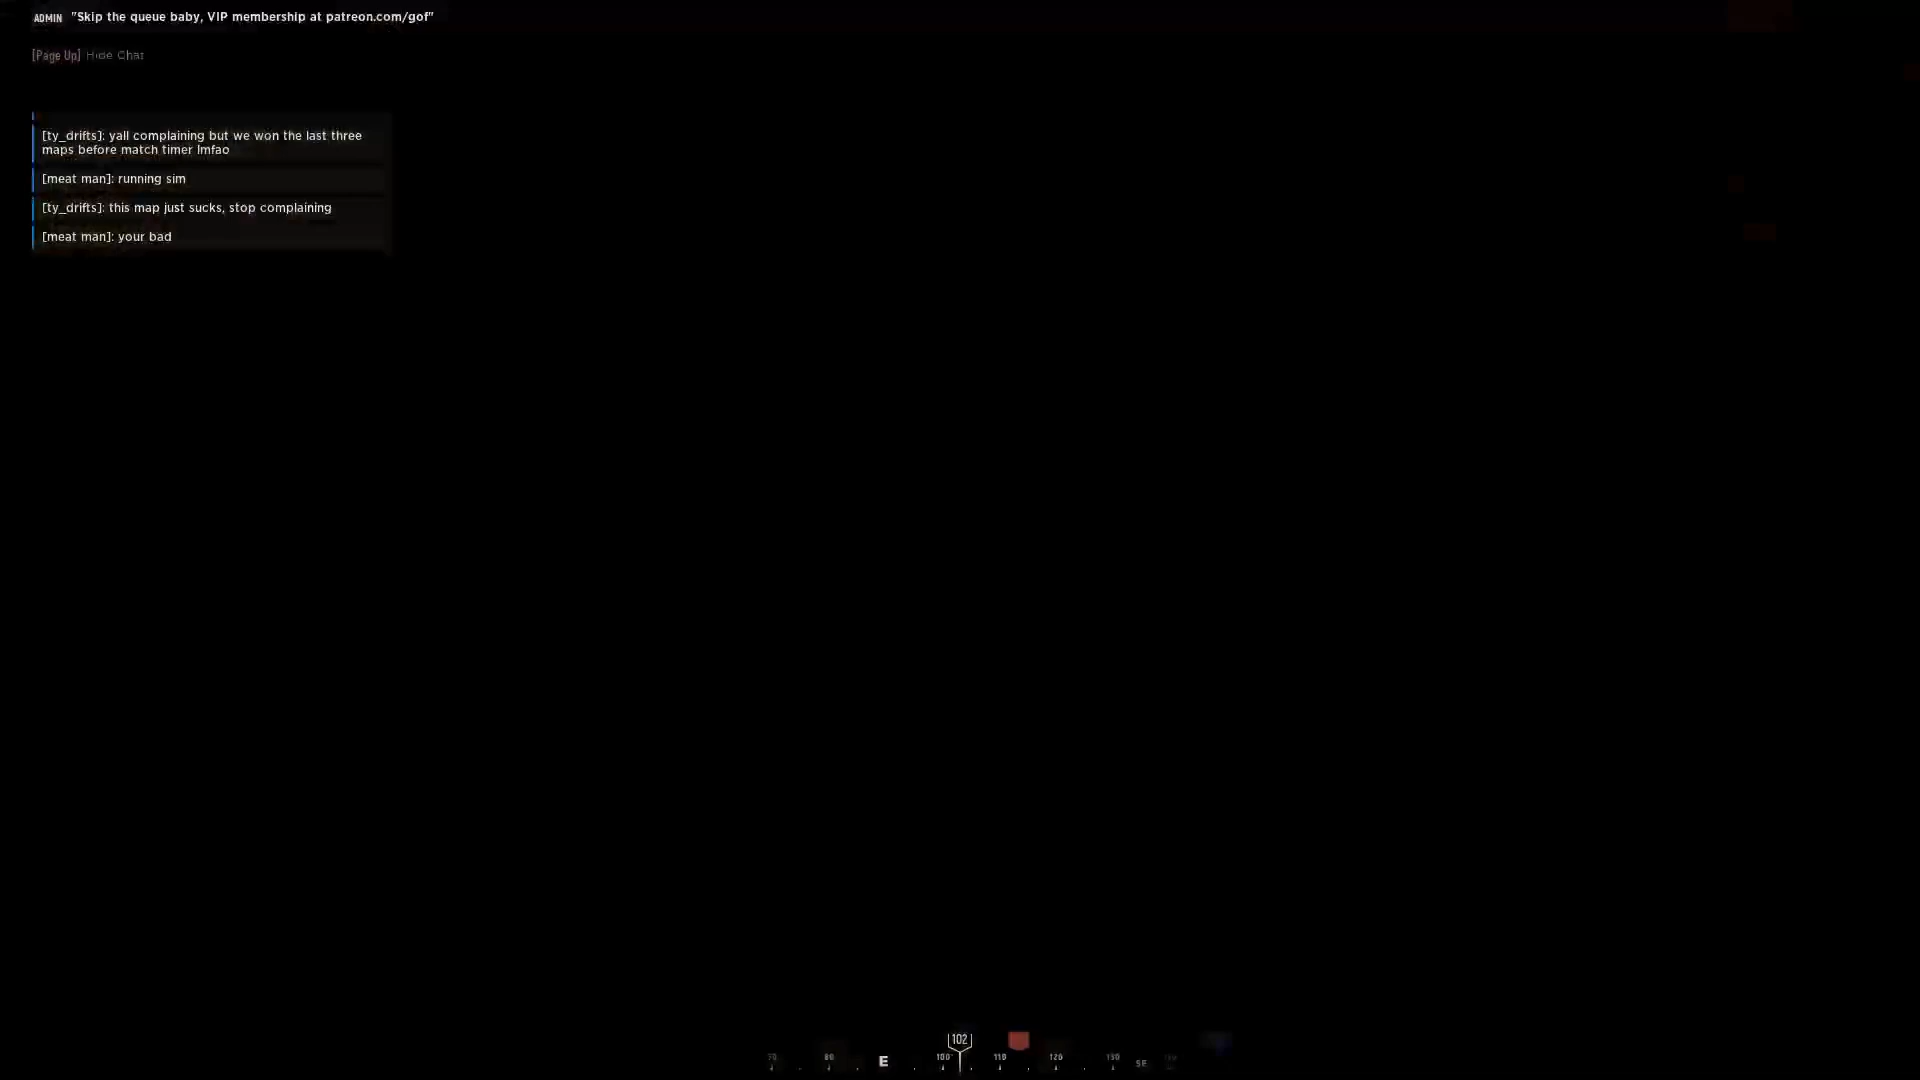 ADMIN "Skip the queue baby, VIP membership at patreon.com/gof"
[Page Up] Hide Chat
[ty_drifts]: yall complaining but we won the last three
maps before match timer lmfao
[meat man]: running sim
[ty_drifts]: this map just sucks, stop complaining
[meat man]: your bad
102
70 80 E 100 110 120 130 SE